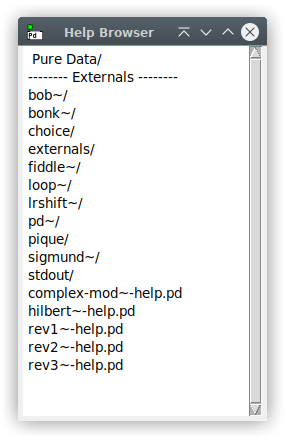 Pd
Help Browser
Pure Data/
-------- Externals --------
bob~/
bonk~/
choice/
externals/
fiddle~/
loop~/
lrshift~/
pd~/
pique/
sigmund~/
stdout/
complex-mod~-help.pd
hilbert~-help.pd
rev1~-help.pd
rev2~-help.pd
rev3~-help.pd